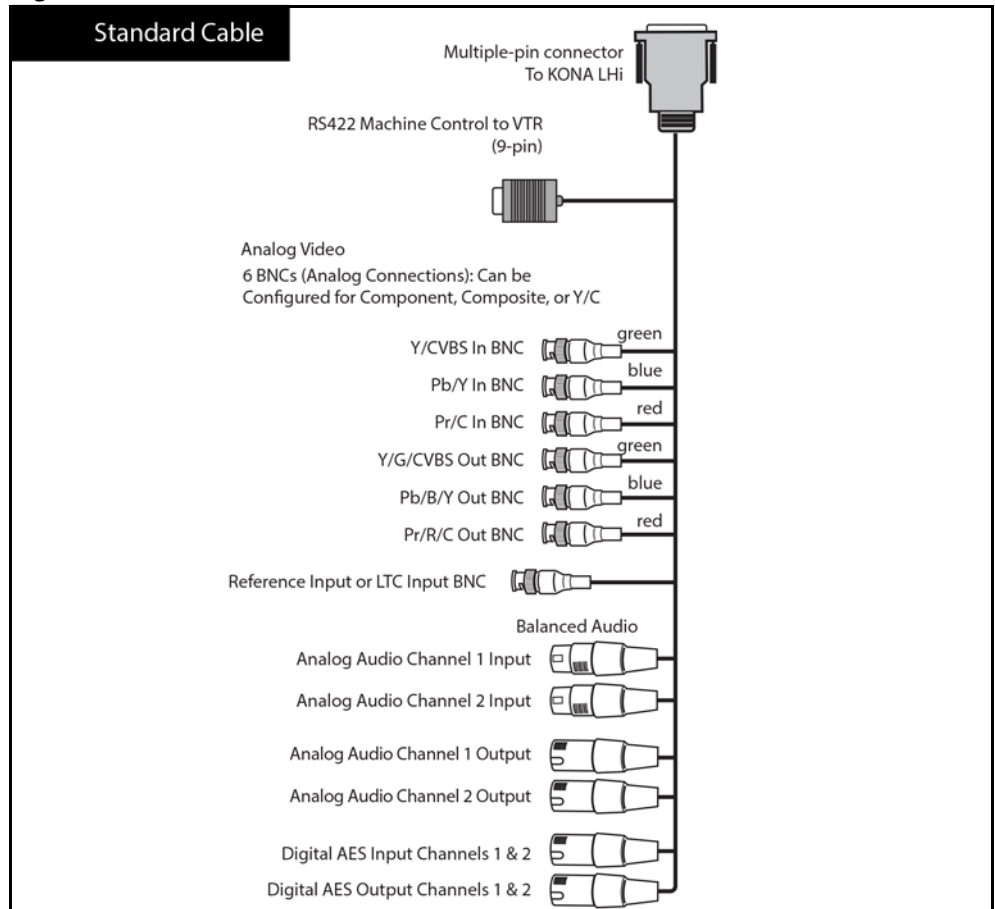 Standard Cable
Multiple-pin connector
To KONA LHi
RS422 Machine Control to VTR
(9-pin)
Analog Video
6 BNCs (Analog Connections): Can be
Configured for Component, Composite, or Y/C
Y/CVBS In BNC
green
Pb/Y In BNC
blue
Pr/C In BNC
red
Y/G/CVBS Out BNC
green
Pb/B/Y Out BNC
blue
Pr/R/C Out BNC
red
Reference Input or LTC Input BNC
Balanced Audio
Analog Audio Channel 1 Input
Analog Audio Channel 2 Input
Analog Audio Channel 1 Output
Analog Audio Channel 2 Output
Digital AES Input Channels 1 & 2
Digital AES Output Channels 1 & 2